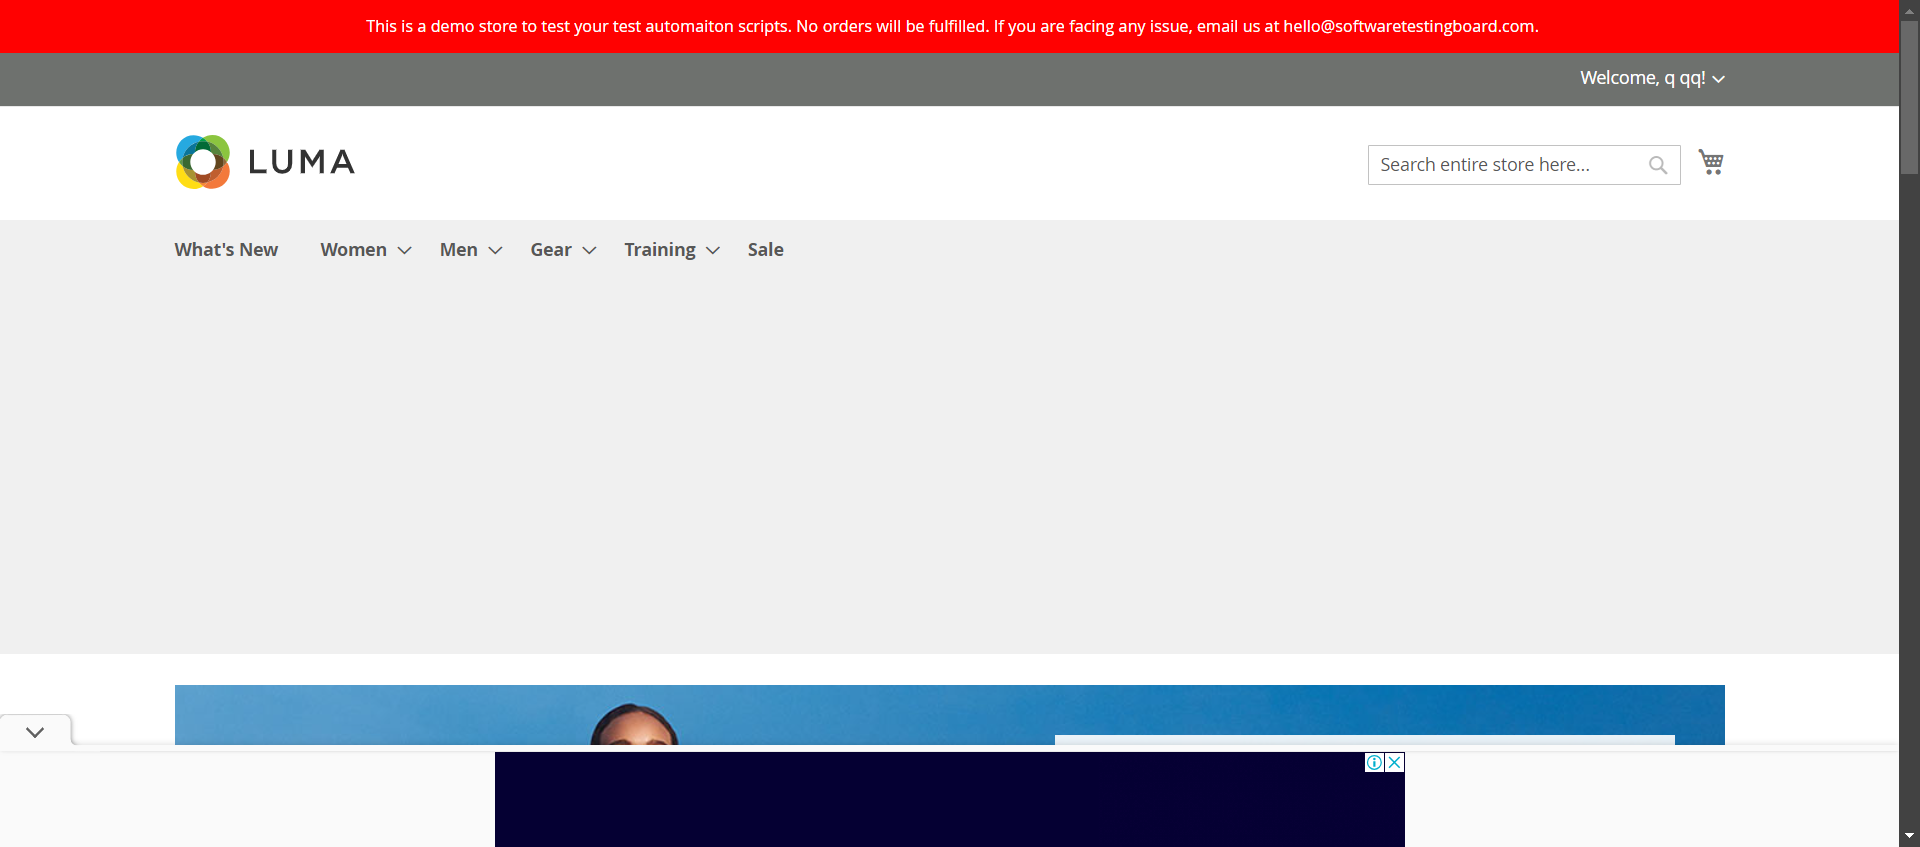 This is a demo store to test your test automaiton scripts. No orders will be fulfilled. If you are facing any issue, email us at hello@softwaretestingboard.com.
Welcome, q qq!
LUMA
Search entire store here...
What's New Women Men Gear Training Sale